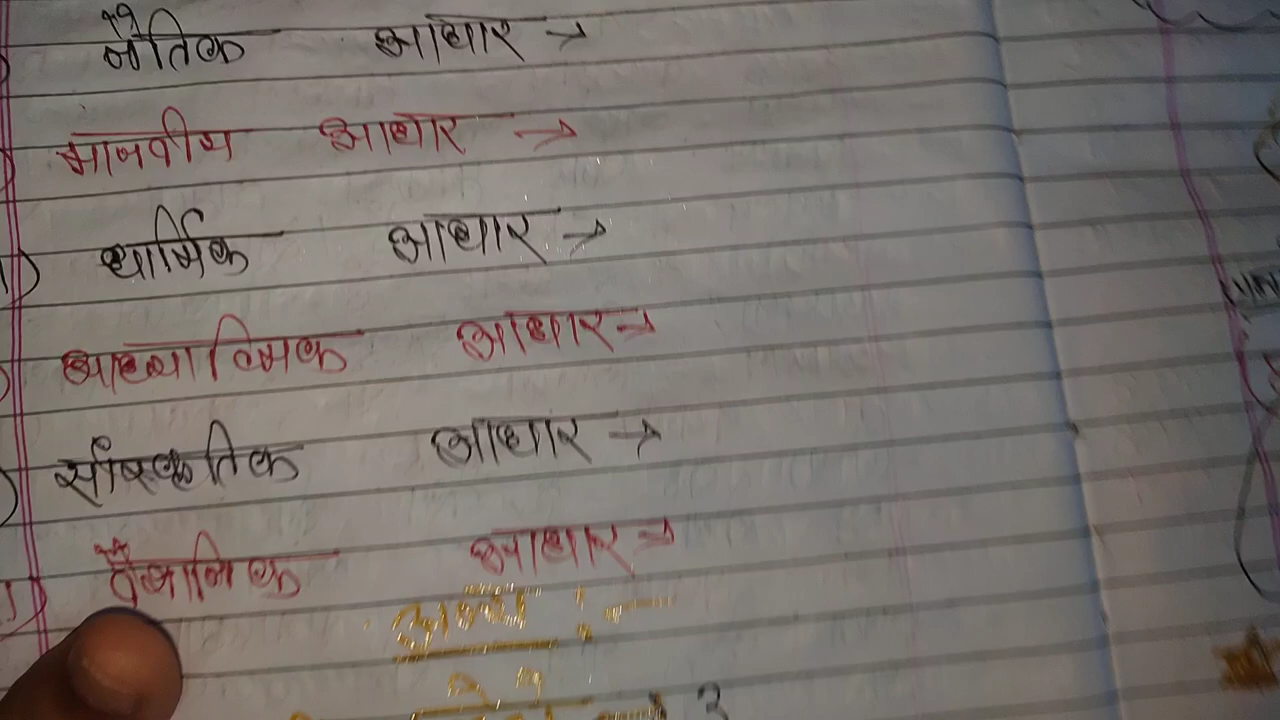 नैतिक आधार →
मानवीय आधार →
धार्मिक आधार →
आध्यात्मिक आधार →
सांस्कृतिक आधार →
वैज्ञानिक आधार →